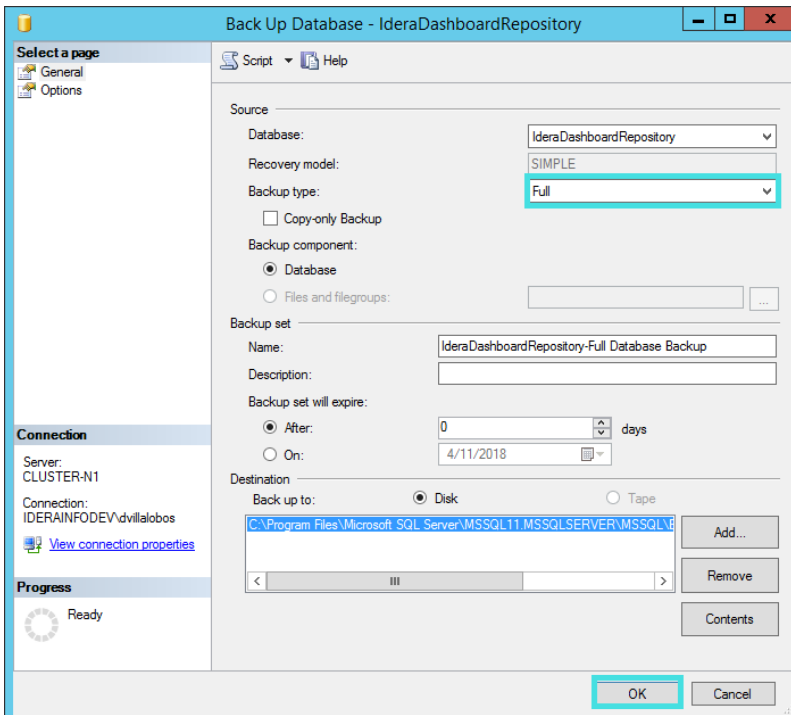 Back Up Database - IderaDashboardRepository
Select a page
General
Options
Script
Help
Source
Database:
IderaDashboardRepository
Recovery model:
SIMPLE
Backup type:
Full
Copy-only Backup
Backup component:
Database
Files and filegroups:
...
Backup set
Name:
IderaDashboardRepository-Full Database Backup
Description:
Backup set will expire:
After:
0
days
On:
4/11/2018
Destination
Back up to:
Disk
Tape
C:\Program Files\Microsoft SQL Server\MSSQL11.MSSQLSERVER\MSSQL\
Add...
Remove
Contents
Connection
Server:
CLUSTER-N1
Connection:
IDERAINFODEV\dvillalobos
View connection properties
Progress
Ready
OK
Cancel